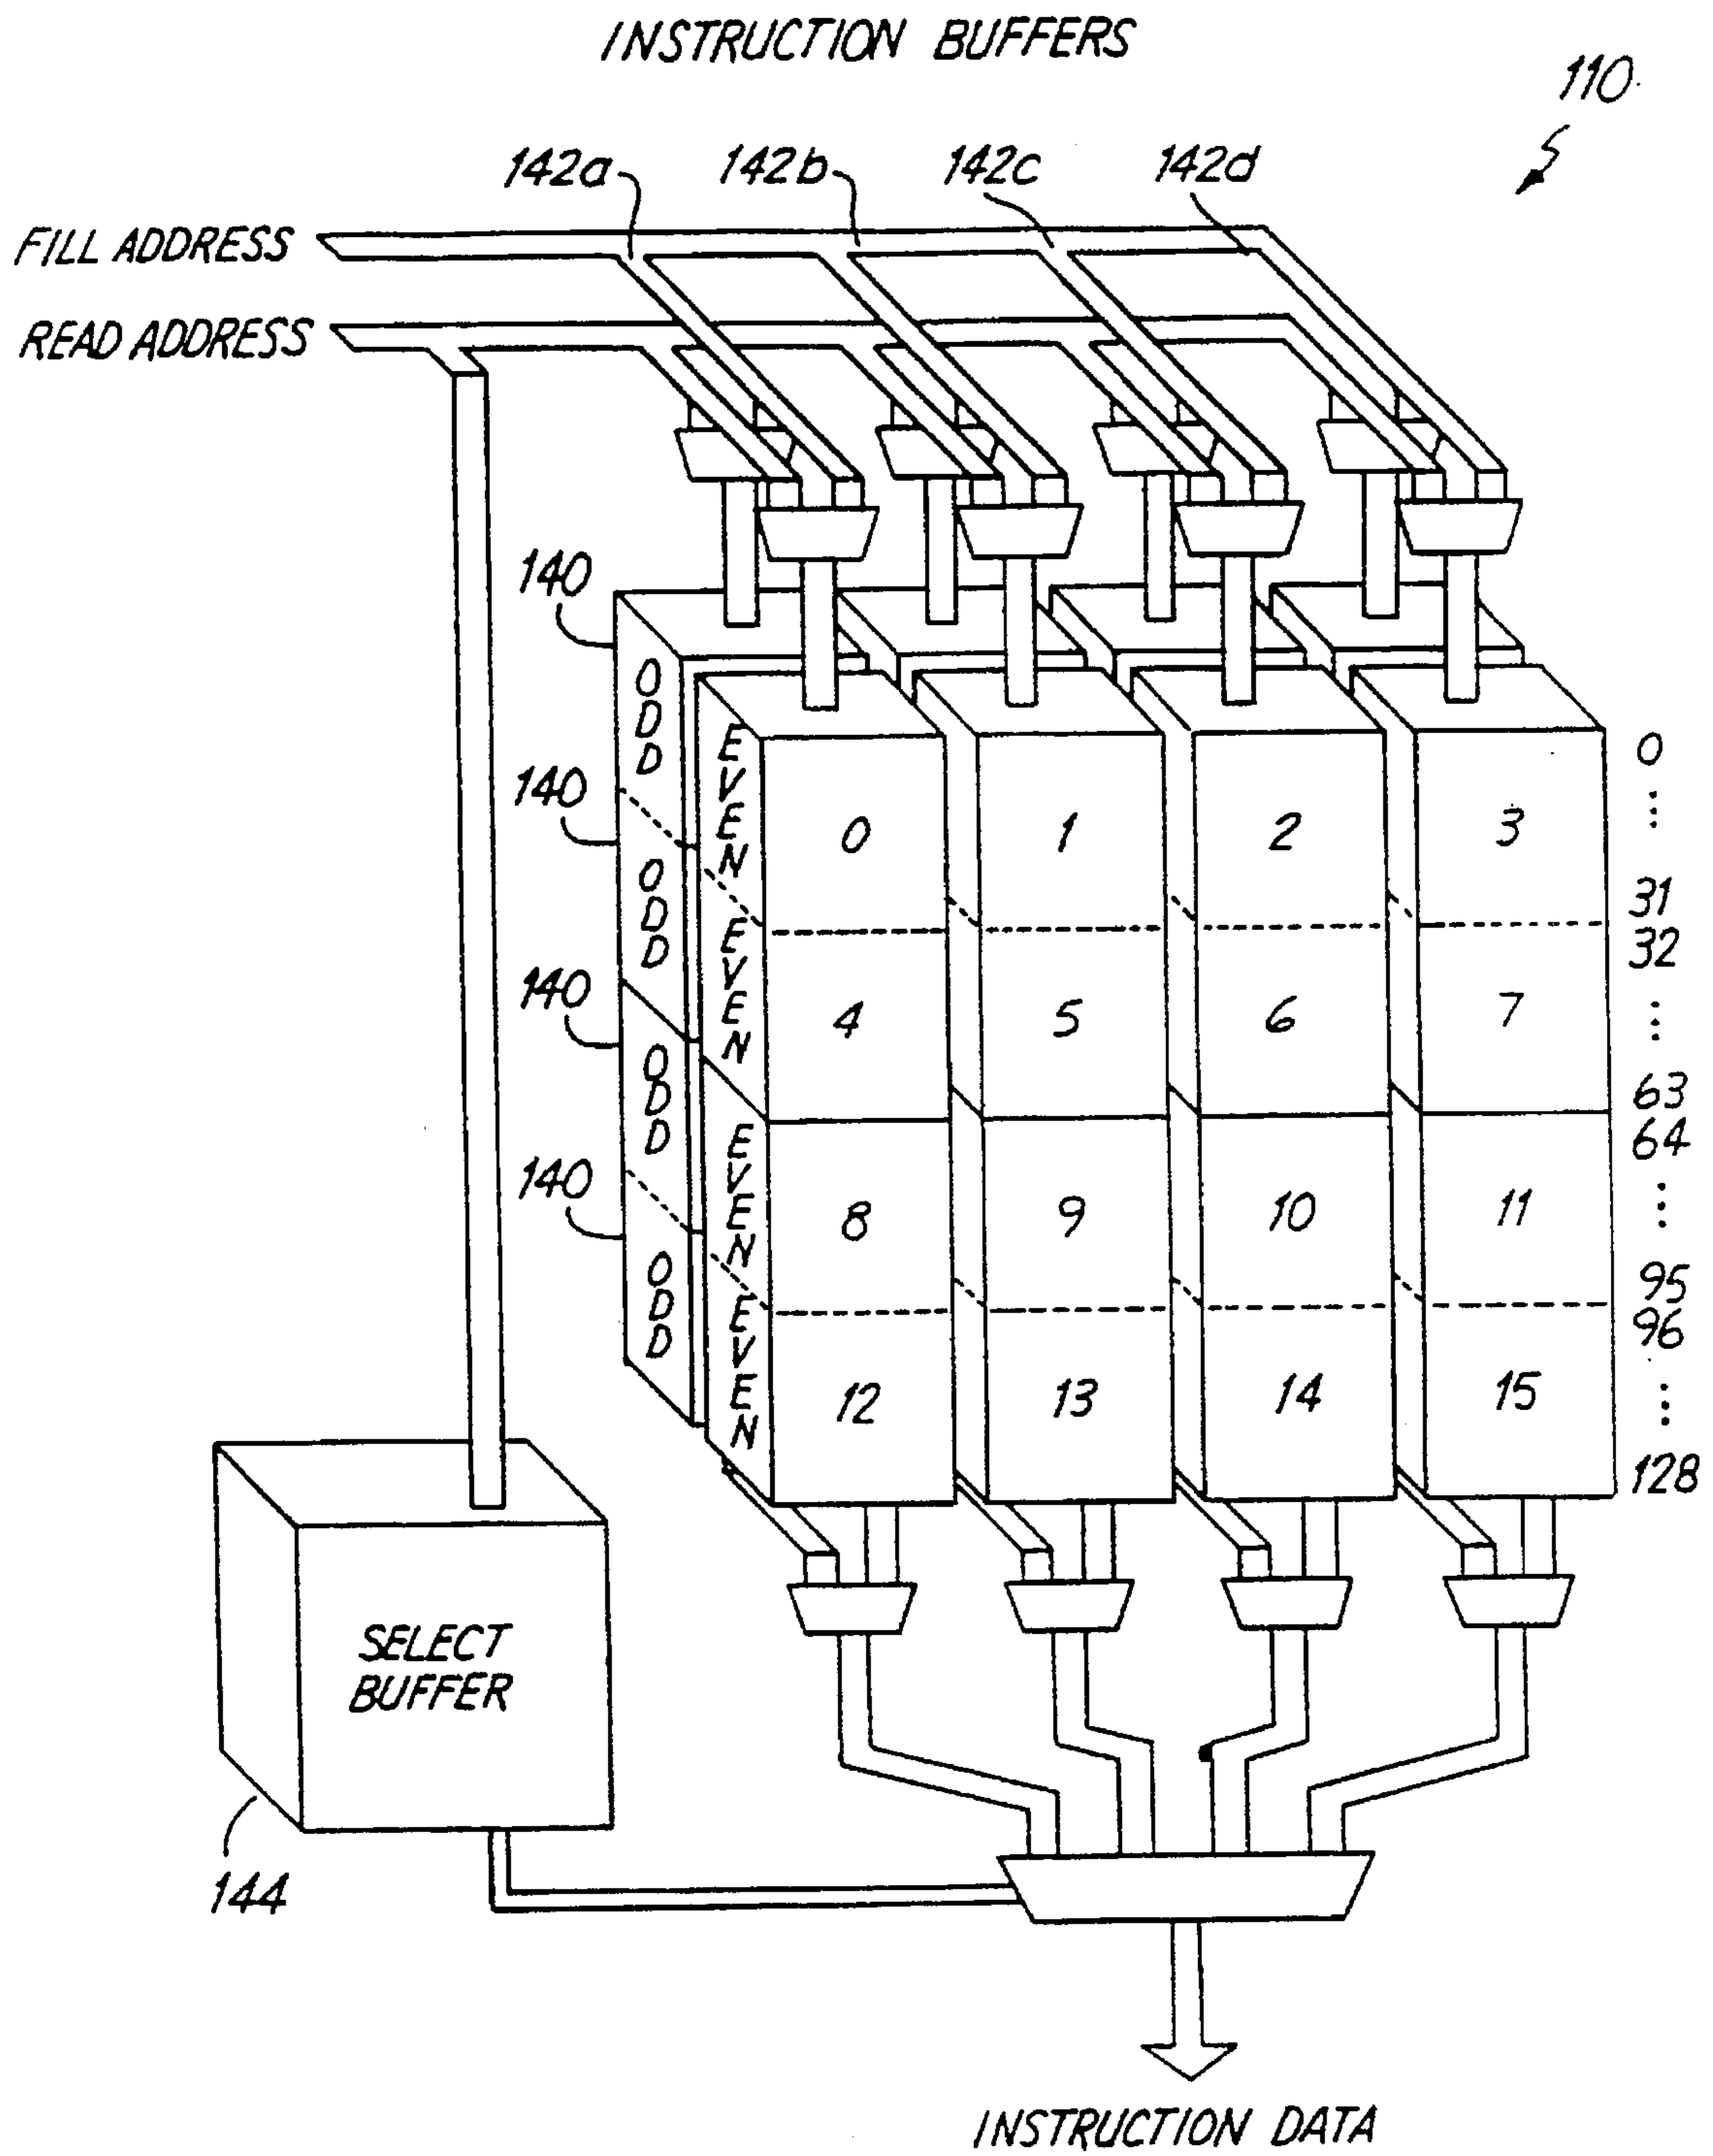 INSTRUCTION BUFFERS
110
142a 142b 142c 142d
FILL ADDRESS
READ ADDRESS
140
ODD
EVEN
0 1 2 3
0
...
31
140
ODD
EVEN
4 5 6 7
32
...
63
140
ODD
EVEN
8 9 10 11
64
...
95
140
ODD
EVEN
12 13 14 15
96
...
128
SELECT
BUFFER
144
INSTRUCTION DATA